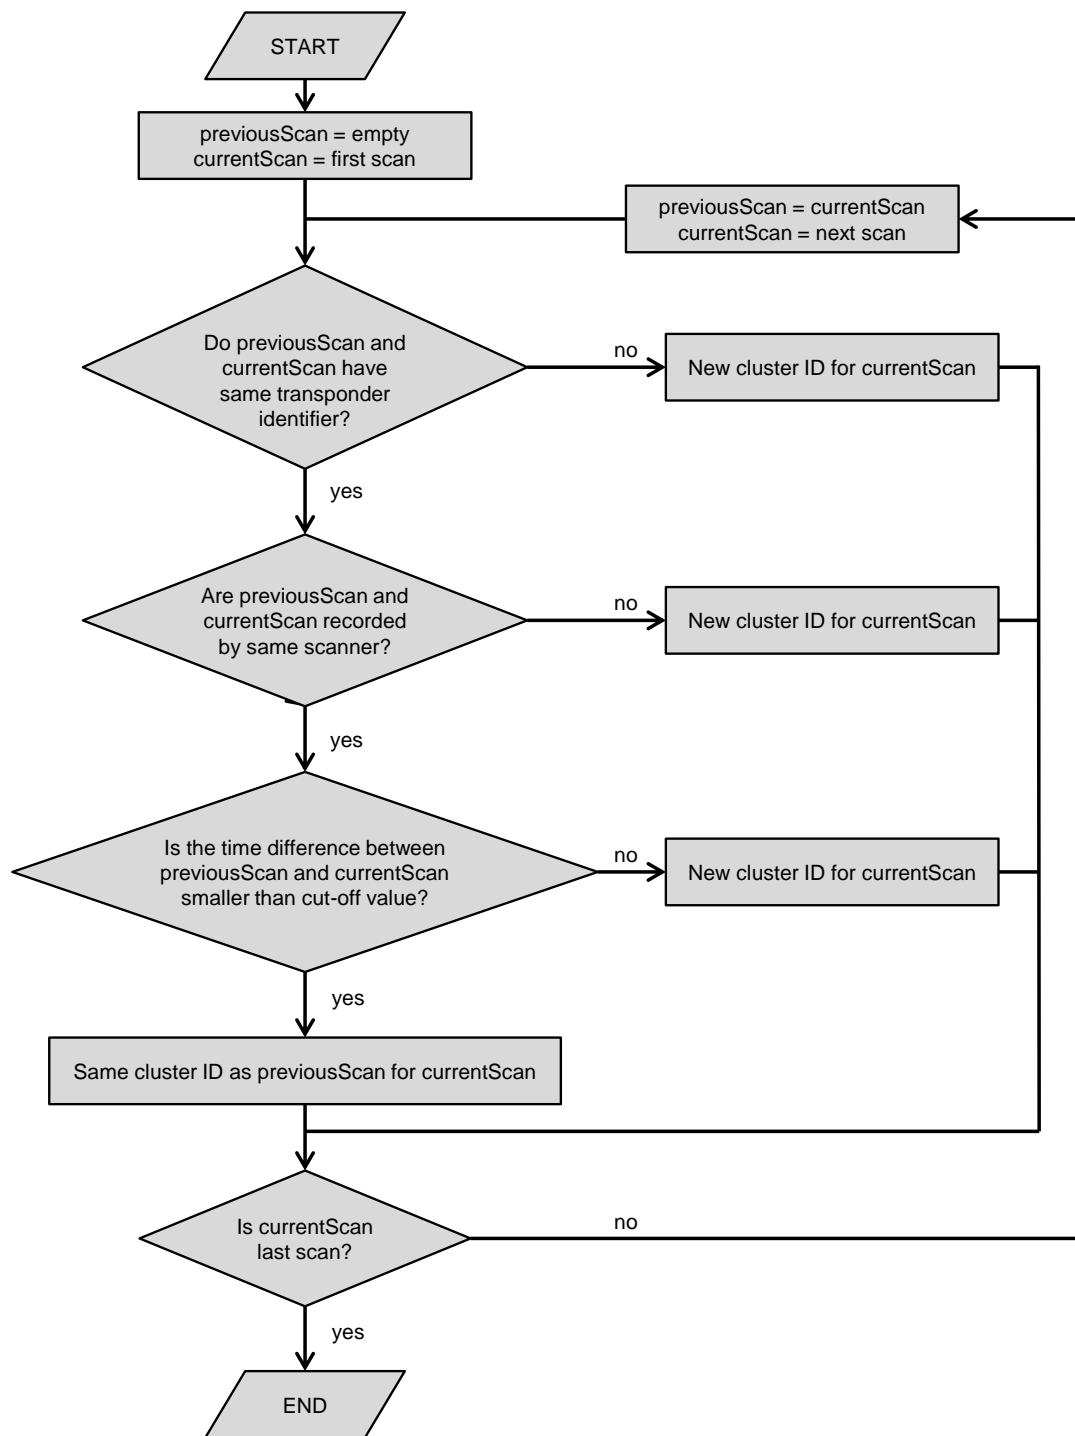 START
previousScan = empty
currentScan = first scan
previousScan = currentScan
currentScan = next scan
Do previousScan and
currentScan have
same transponder
identifier?
no
New cluster ID for currentScan
yes
Are previousScan and
currentScan recorded
by same scanner?
no
New cluster ID for currentScan
yes
Is the time difference between
previousScan and currentScan
smaller than cut-off value?
no
New cluster ID for currentScan
yes
Same cluster ID as previousScan for currentScan
Is currentScan
last scan?
no
yes
END